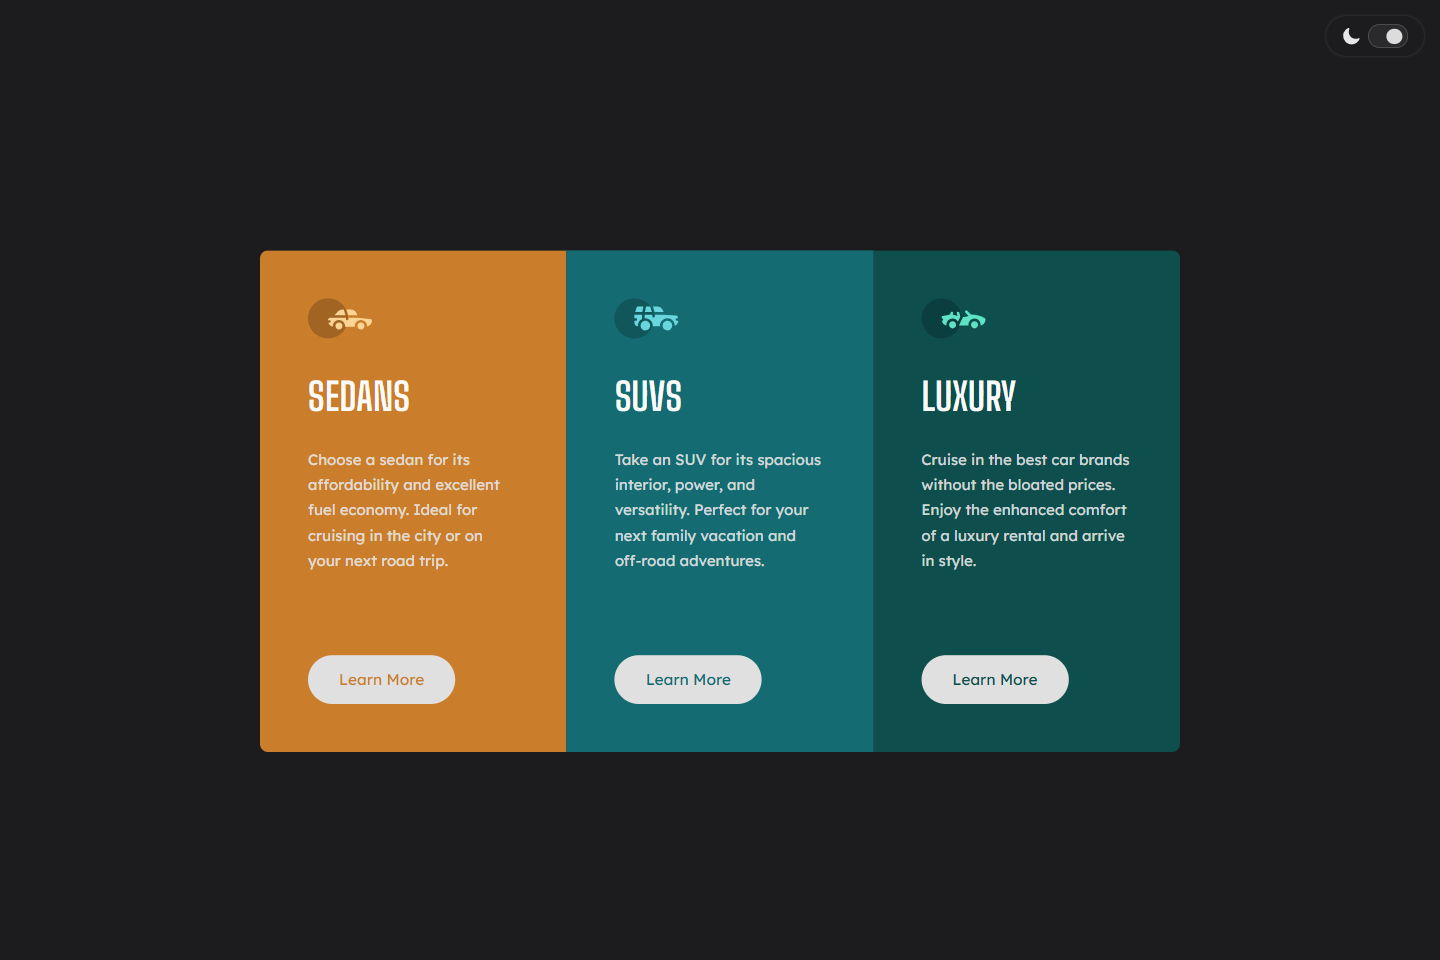 SEDANS
Choose a sedan for its
affordability and excellent
fuel economy. Ideal for
cruising in the city or on
your next road trip.
Learn More
SUVS
Take an SUV for its spacious
interior, power, and
versatility. Perfect for your
next family vacation and
off-road adventures.
Learn More
LUXURY
Cruise in the best car brands
without the bloated prices.
Enjoy the enhanced comfort
of a luxury rental and arrive
in style.
Learn More